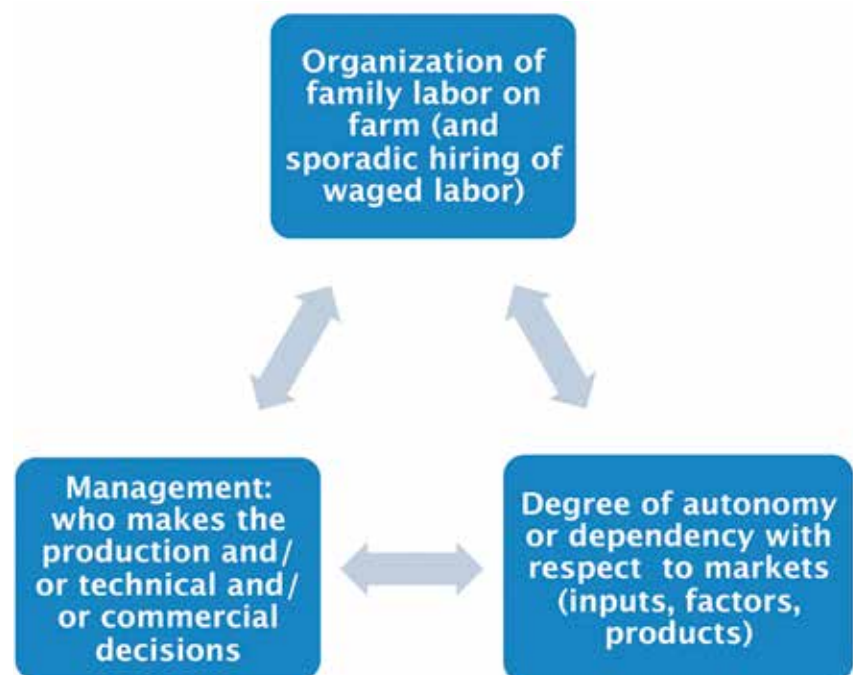 Organization of
family labor on
farm (and
sporadic hiring of
waged labor)
Management:
who makes the
production and/
or technical and/
or commercial
decisions
Degree of autonomy
or dependency with
respect to markets
(inputs, factors,
products)